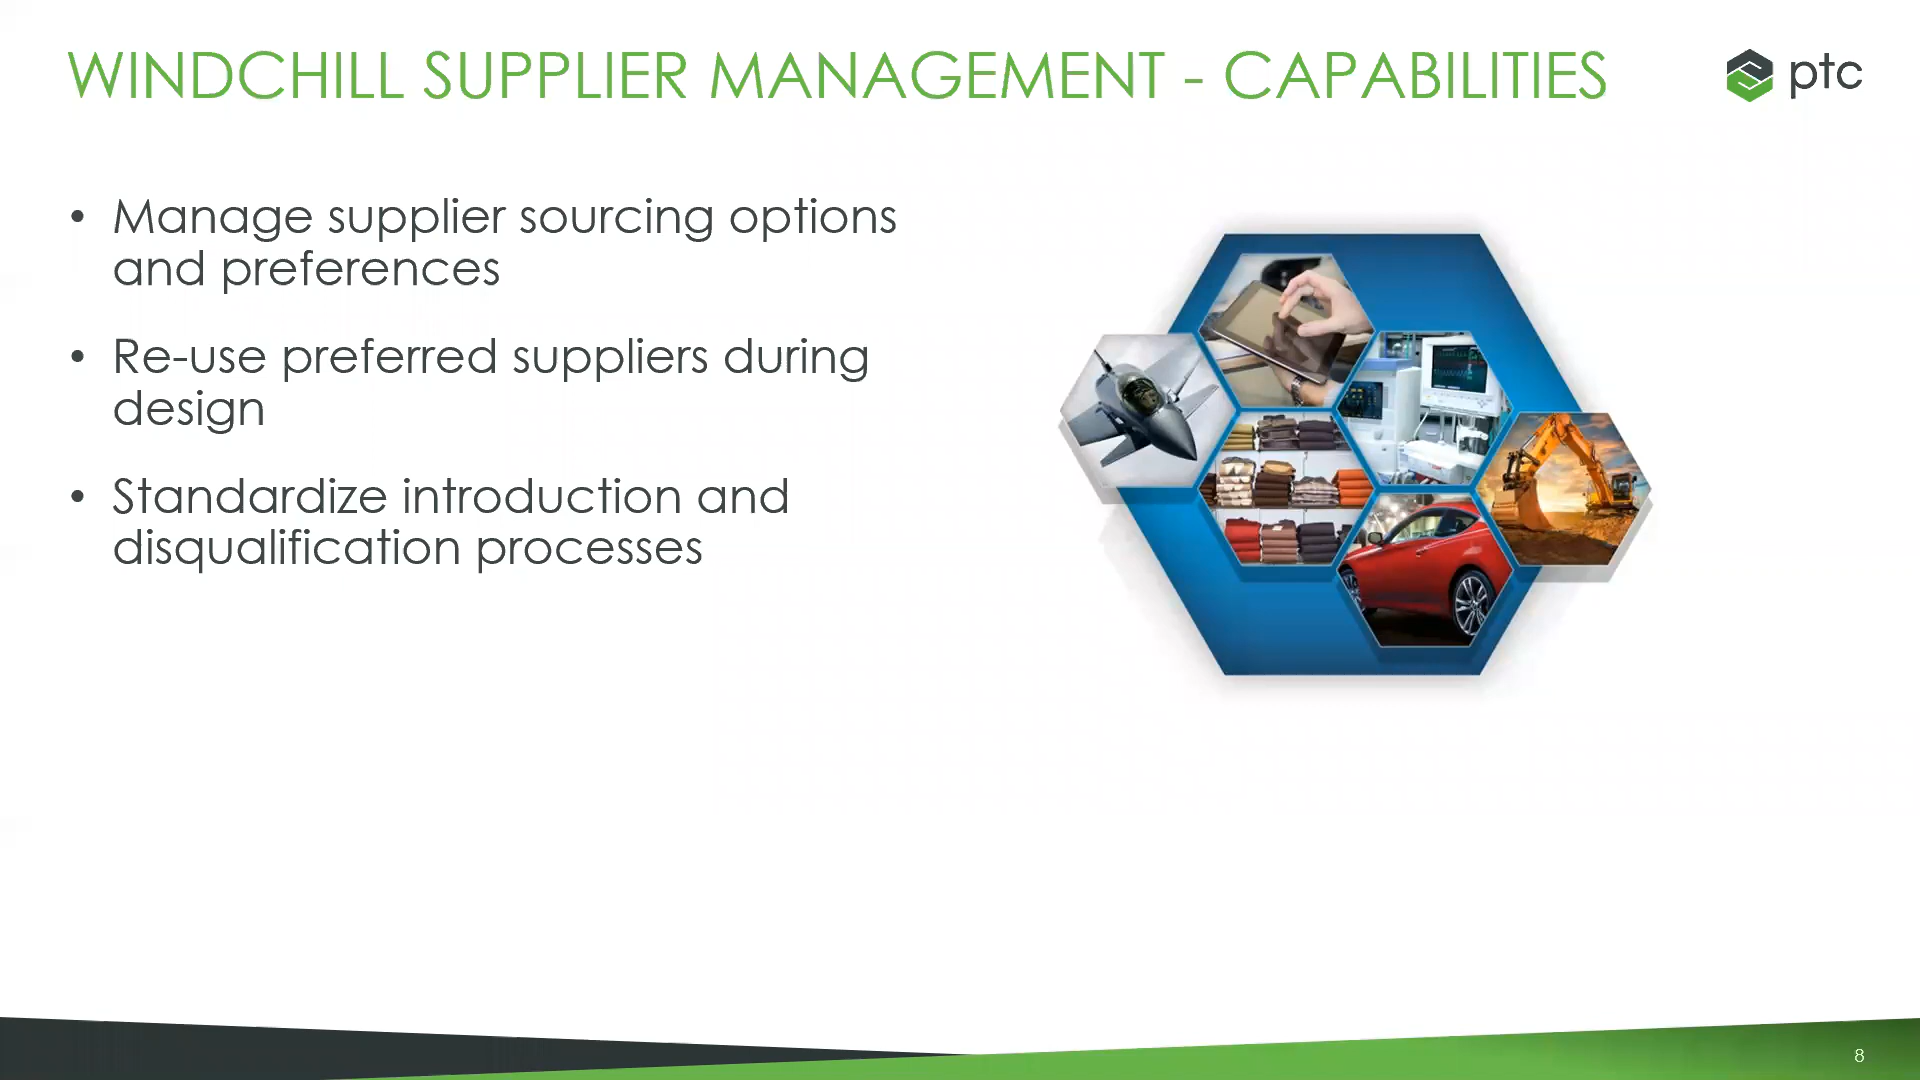 WINDCHILL SUPPLIER MANAGEMENT - CAPABILITIES
ptc
• Manage supplier sourcing options
and preferences
• Re-use preferred suppliers during
design
• Standardize introduction and
disqualification processes
8